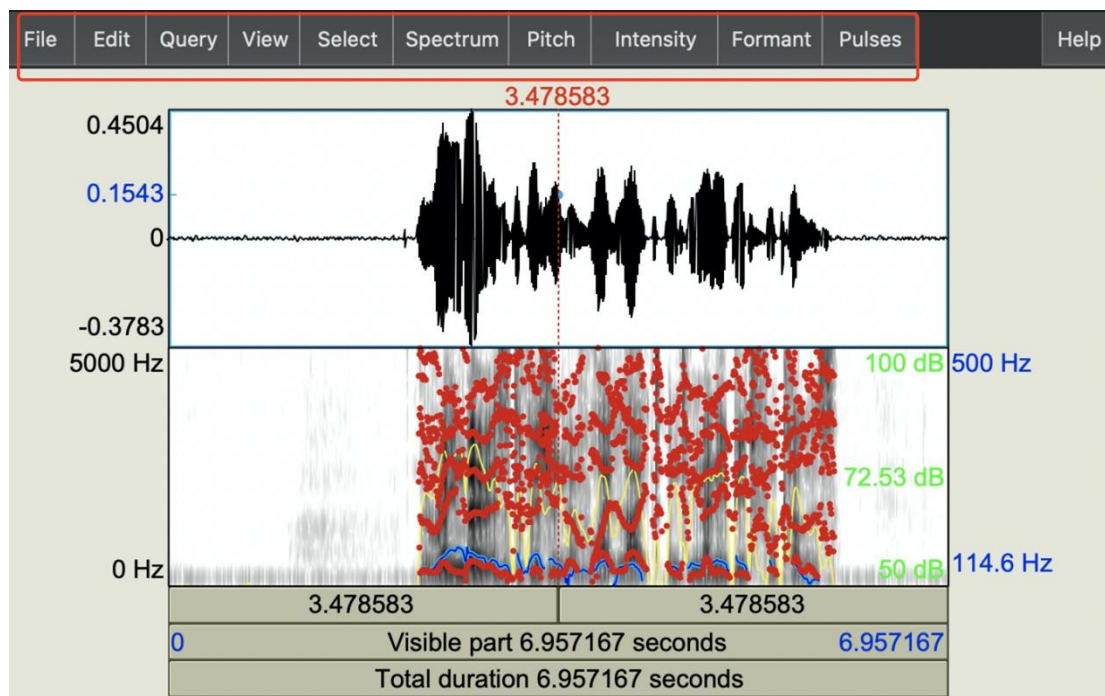 File Edit Query View Select Spectrum Pitch Intensity Formant Pulses Help
3.478583
0.4504
0.1543
0
-0.3783
5000 Hz 100 dB 500 Hz
72.53 dB
0 Hz 50 dB 114.6 Hz
3.478583 3.478583
0 Visible part 6.957167 seconds 6.957167
Total duration 6.957167 seconds